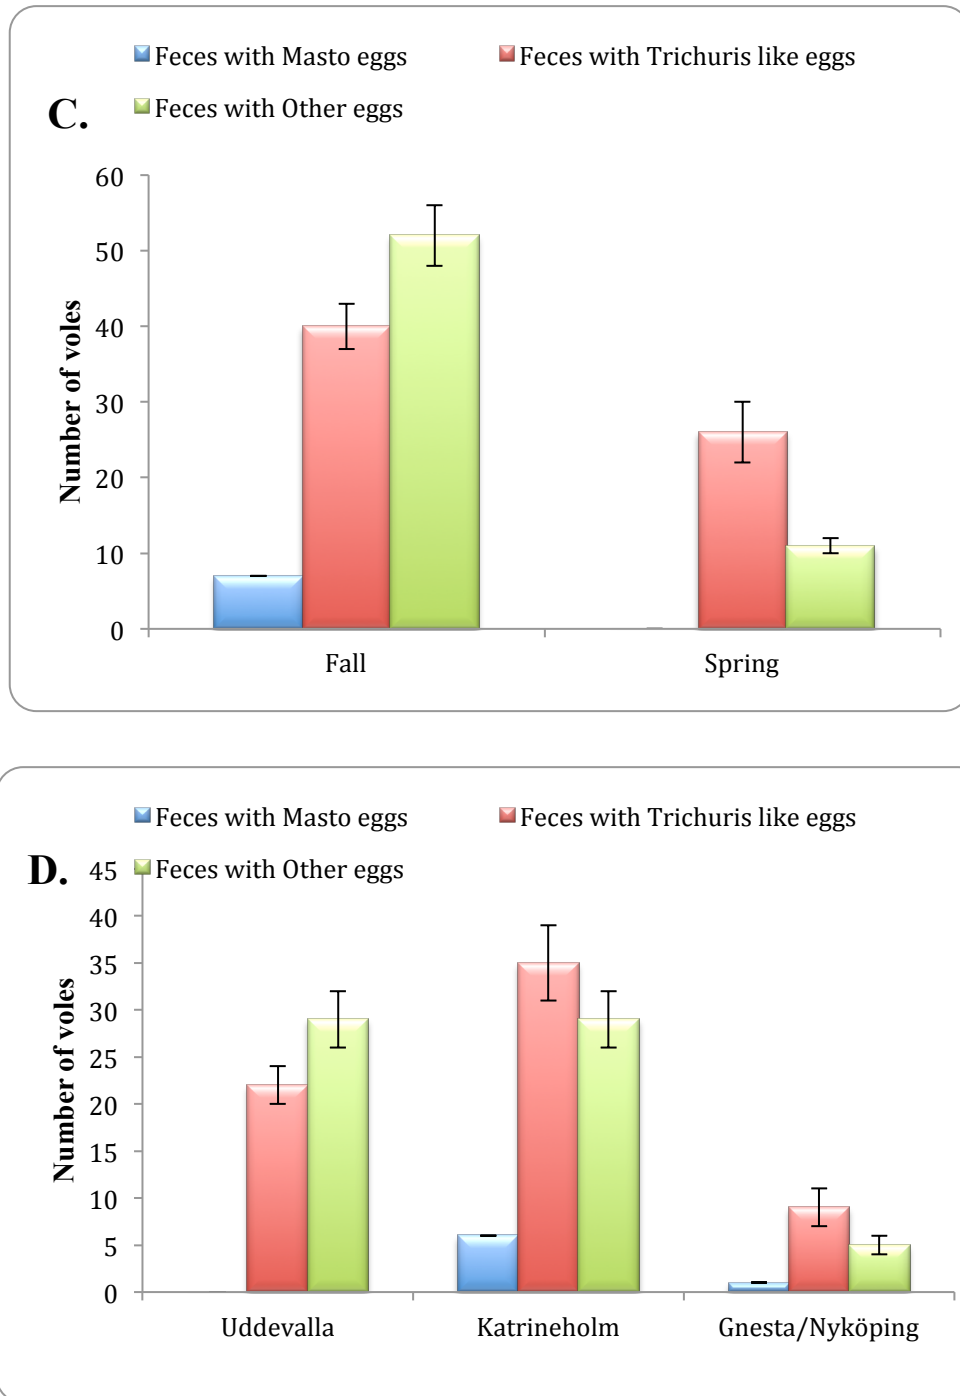 Feces with Masto eggs Feces with Trichuris like eggs
C. Feces with Other eggs
60
50
40
30
20
10
0
Number of voles
Fall Spring
Feces with Masto eggs Feces with Trichuris like eggs
D. 45 Feces with Other eggs
40
35
30
25
20
15
10
5
0
Number of voles
Uddevalla Katrineholm Gnesta/Nyköping